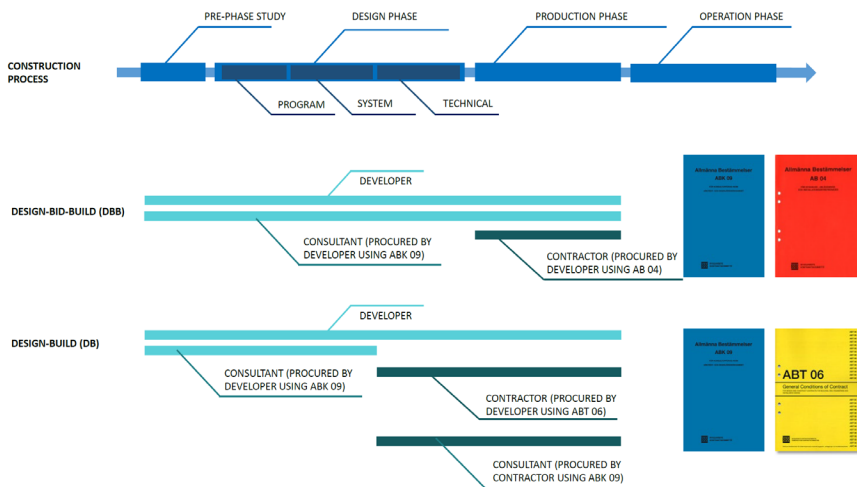 PRE-PHASE STUDY
DESIGN PHASE
PRODUCTION PHASE
OPERATION PHASE
CONSTRUCTION
PROCESS
PROGRAM
SYSTEM
TECHNICAL
DEVELOPER
DESIGN-BID-BUILD (DBB)
CONSULTANT (PROCURED BY
DEVELOPER USING ABK 09)
CONTRACTOR (PROCURED BY
DEVELOPER USING AB 04)
Allmänna Bestämmelser
ABK 09
Allmänna Bestämmelser
AB 04
DEVELOPER
DESIGN-BUILD (DB)
CONSULTANT (PROCURED BY
DEVELOPER USING ABK 09)
CONTRACTOR (PROCURED BY
DEVELOPER USING ABT 06)
CONSULTANT (PROCURED BY
CONTRACTOR USING ABK 09)
Allmänna Bestämmelser
ABK 09
ABT 06
General Conditions of Contract